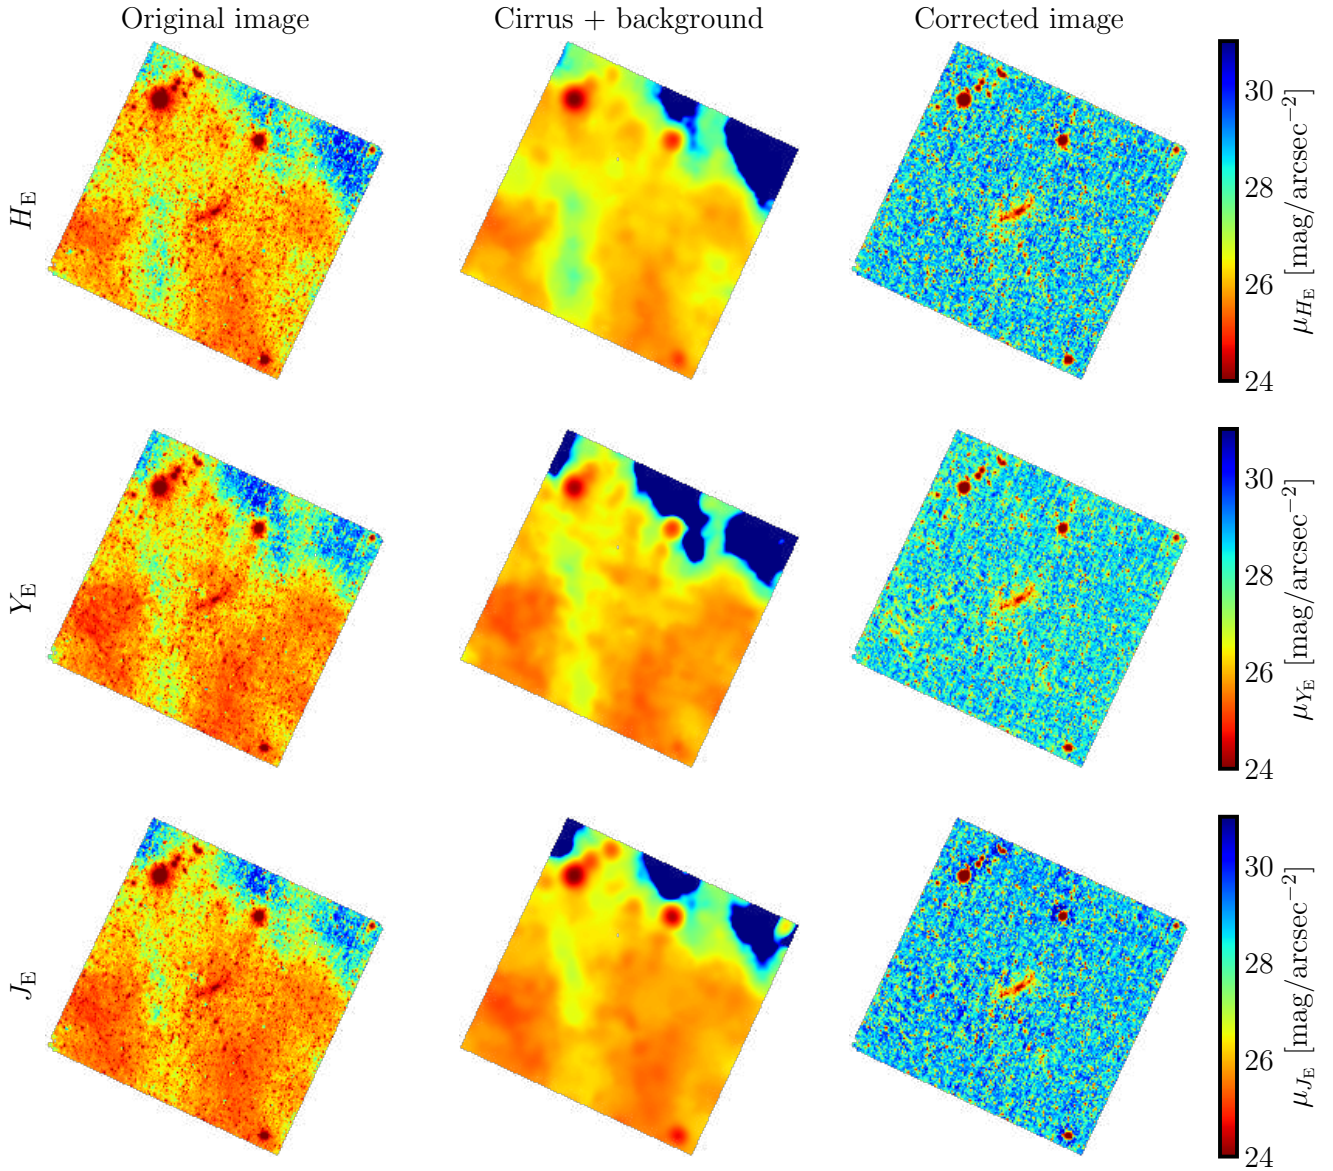 Original image Cirrus + background Corrected image
H_E
30
28
26
24
μ_{H_E} [mag/arcsec⁻²]
Y_E
30
28
26
24
μ_{Y_E} [mag/arcsec⁻²]
J_E
30
28
26
24
μ_{J_E} [mag/arcsec⁻²]